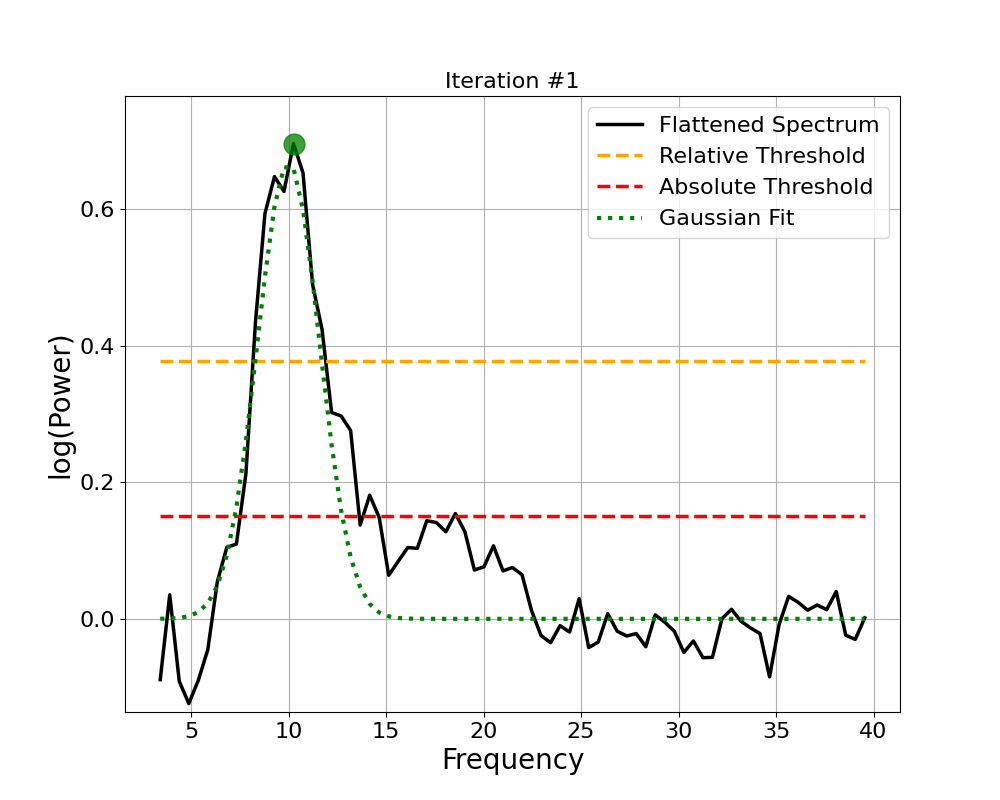 Iteration #1
Flattened Spectrum
Relative Threshold
Absolute Threshold
Gaussian Fit
log(Power)
0.6
0.4
0.2
0.0
5 10 15 20 25 30 35 40
Frequency